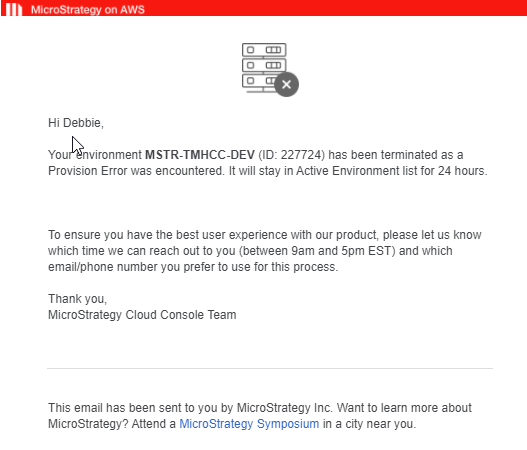 MicroStrategy on AWS
Hi Debbie,
Your environment MSTR-TMHCC-DEV (ID: 227724) has been terminated as a
Provision Error was encountered. It will stay in Active Environment list for 24 hours.
To ensure you have the best user experience with our product, please let us know
which time we can reach out to you (between 9am and 5pm EST) and which
email/phone number you prefer to use for this process.
Thank you,
MicroStrategy Cloud Console Team
This email has been sent to you by MicroStrategy Inc. Want to learn more about
MicroStrategy? Attend a MicroStrategy Symposium in a city near you.